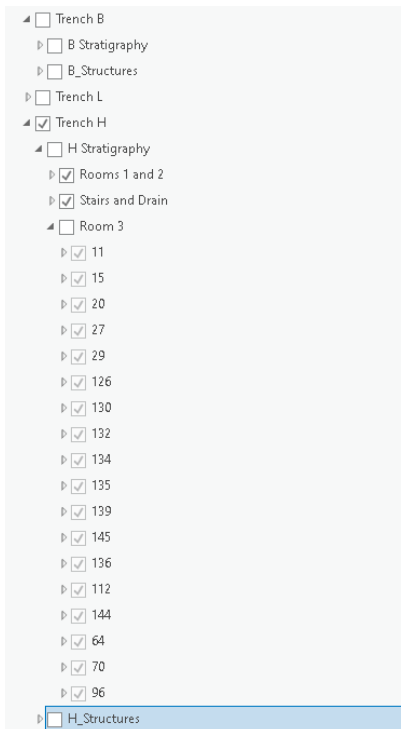 Trench B
B Stratigraphy
B_Structures
Trench L
Trench H
H Stratigraphy
Rooms 1 and 2
Stairs and Drain
Room 3
11
15
20
27
29
126
130
132
134
135
139
145
136
112
144
64
70
96
H_Structures